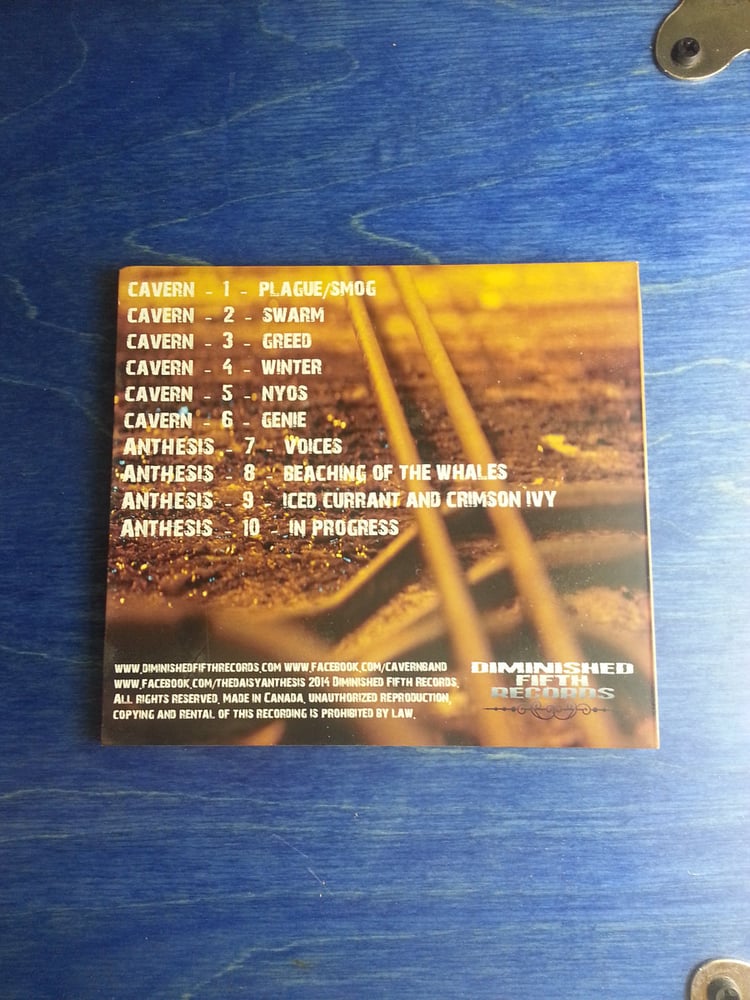 CAVERN - 1 - PLAGUE/SMOG
CAVERN - 2 - SWARM
CAVERN - 3 - GREED
CAVERN - 4 - WINTER
CAVERN - 5 - NYOS
CAVERN - 6 - GENIE
ANTHESIS - 7 - VOICES
ANTHESIS - 8 - BEACHING OF THE WHALES
ANTHESIS - 9 - ICED CURRANT AND CRIMSON IVY
ANTHESIS - 10 - IN PROGRESS
WWW.DIMINISHEDFIFTHRECORDS.COM WWW.FACEBOOK.COM/CAVERNBAND
WWW.FACEBOOK.COM/THEDAISYANTHESIS 2014 DIMINISHED FIFTH RECORDS.
ALL RIGHTS RESERVED. MADE IN CANADA. UNAUTHORIZED REPRODUCTION,
COPYING AND RENTAL OF THIS RECORDING IS PROHIBITED BY LAW.
DIMINISHED
FIFTH
RECORDS